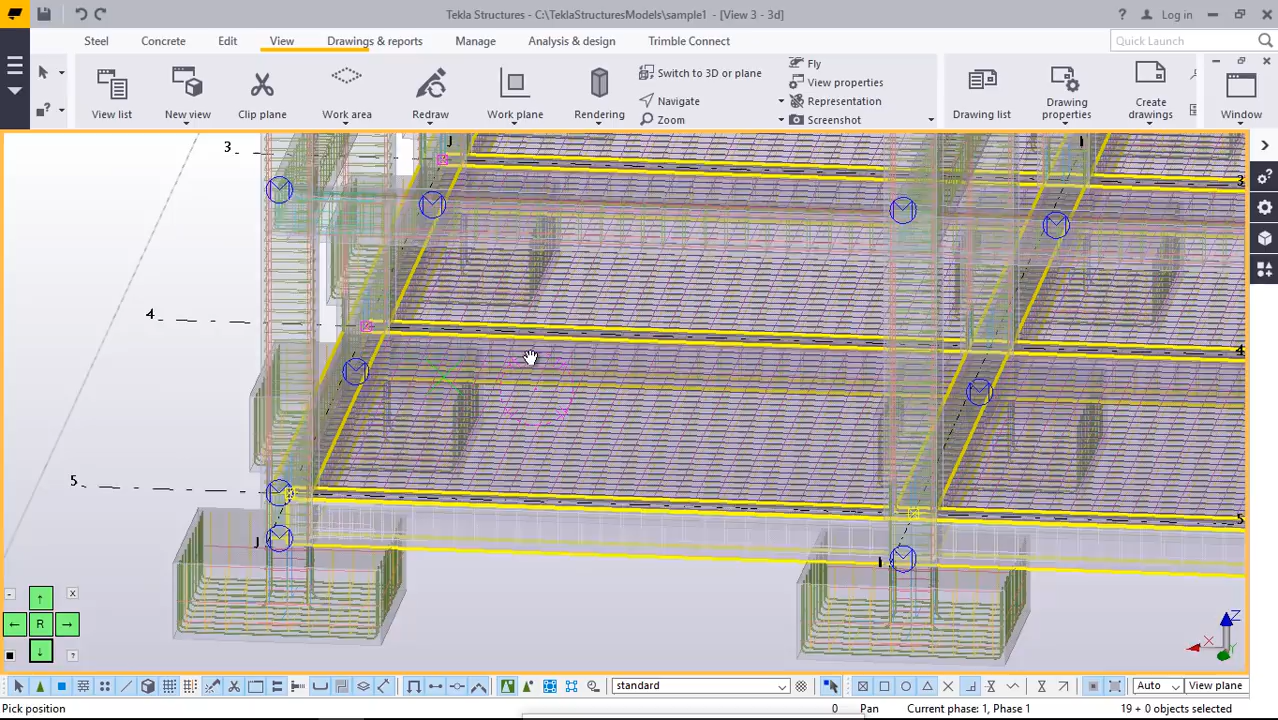 Tekla Structures - C:\TeklaStructuresModels\sample1 - [View 3 - 3d]
? Log in
Steel Concrete Edit View Drawings & reports Manage Analysis & design Trimble Connect Quick Launch
View list New view Clip plane Work area Redraw Work plane Rendering
Switch to 3D or plane
Navigate
Zoom
Fly
View properties
Representation
Screenshot
Drawing list Drawing properties Create drawings Window
3 J I 3
4 4
5 5
J I
- ↑ x
← R →
↓ ?
Z
X
Y
standard Auto View plane
Pick position 0 Pan Current phase: 1, Phase 1 19 + 0 objects selected